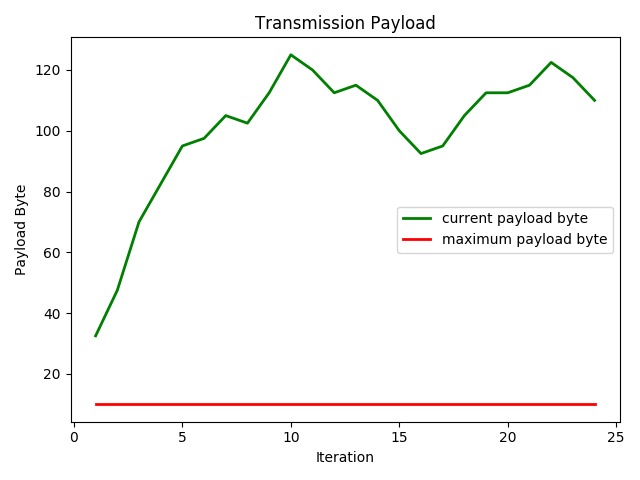 Transmission Payload
Payload Byte
120
100
80
60
40
20
current payload byte
maximum payload byte
0 5 10 15 20 25
Iteration